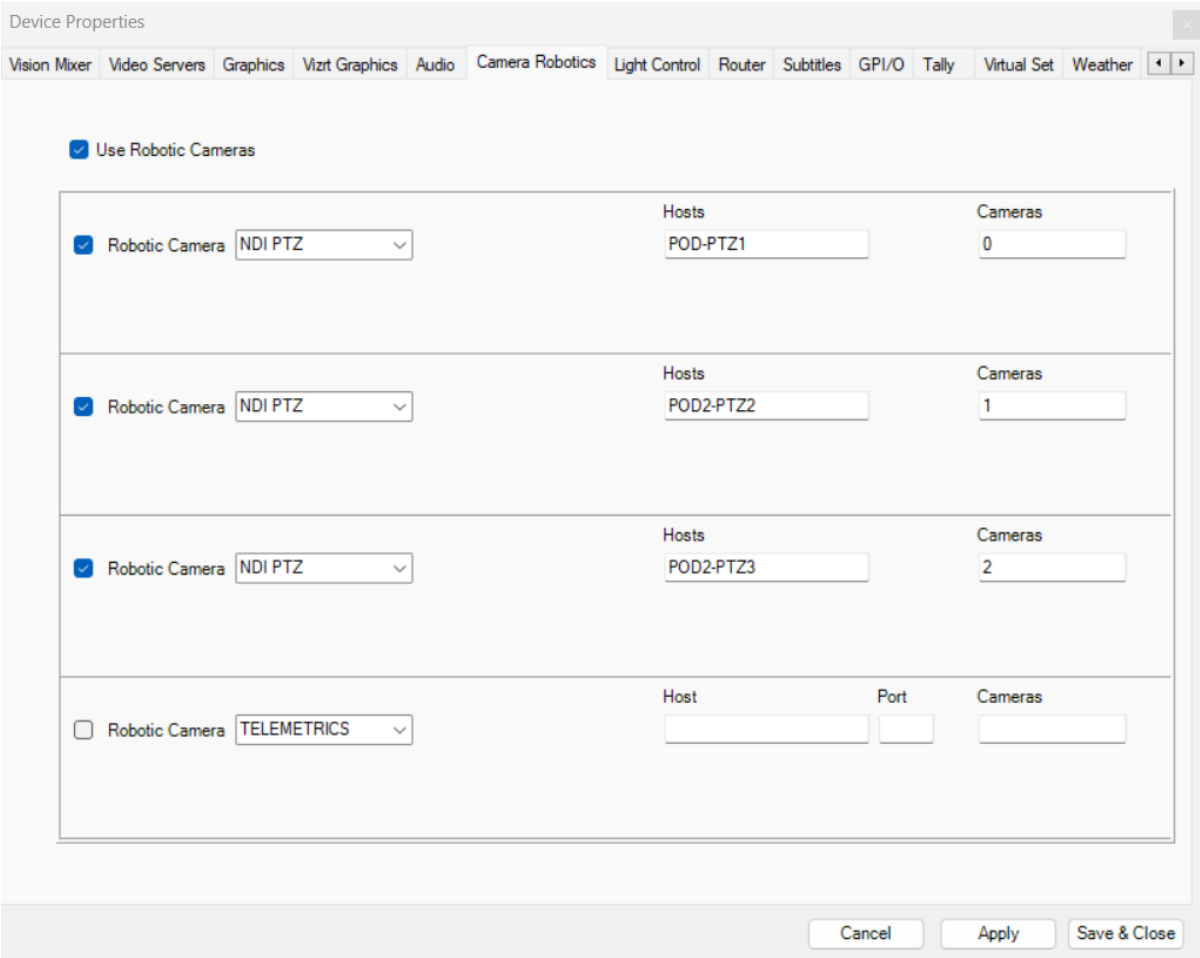 Device Properties
Vision Mixer Video Servers Graphics Vizrt Graphics Audio Camera Robotics Light Control Router Subtitles GPI/O Tally Virtual Set Weather
Use Robotic Cameras
Hosts Cameras
Robotic Camera NDI PTZ POD-PTZ1 0
Hosts Cameras
Robotic Camera NDI PTZ POD2-PTZ2 1
Hosts Cameras
Robotic Camera NDI PTZ POD2-PTZ3 2
Host Port Cameras
Robotic Camera TELEMETRICS
Cancel Apply Save & Close